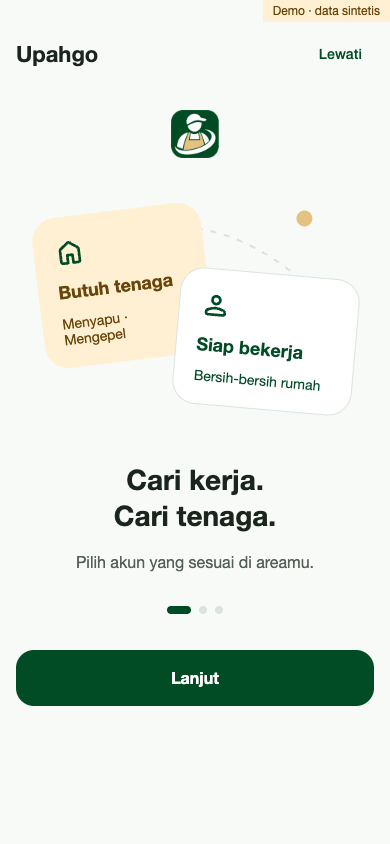 Demo · data sintetis
Upahgo
Lewati
Butuh tenaga
Menyapu ·
Mengepel
Siap bekerja
Bersih-bersih rumah
Cari kerja.
Cari tenaga.
Pilih akun yang sesuai di areamu.
Lanjut